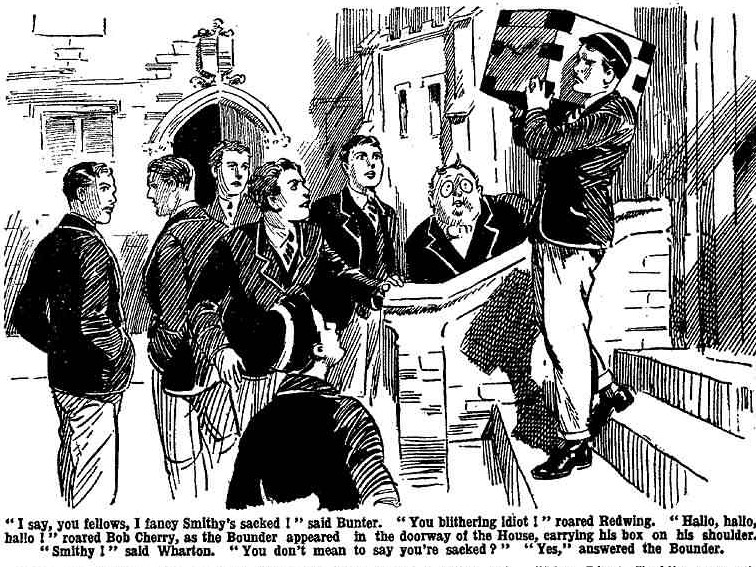 "I say, you fellows, I fancy Smithy's sacked !" said Bunter. "You blithering idiot !" roared Redwing. "Hallo, hallo,
hallo !" roared Bob Cherry, as the Bounder appeared in the doorway of the House, carrying his box on his shoulder.
"Smithy !" said Wharton. "You don't mean to say you're sacked ?" "Yes," answered the Bounder.